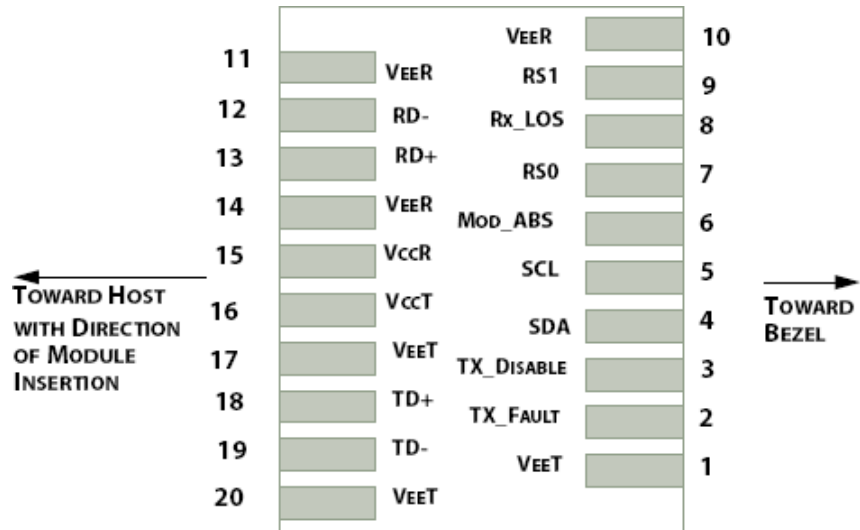 11 VEER
12 RD-
13 RD+
14 VEER
15 VCCR
16 VCCT
17 VEET
18 TD+
19 TD-
20 VEET
VEER 10
RS1 9
Rx_LOS 8
RS0 7
MOD_ABS 6
SCL 5
SDA 4
TX_DISABLE 3
TX_FAULT 2
VEET 1
TOWARD HOST
WITH DIRECTION
OF MODULE
INSERTION
TOWARD
BEZEL